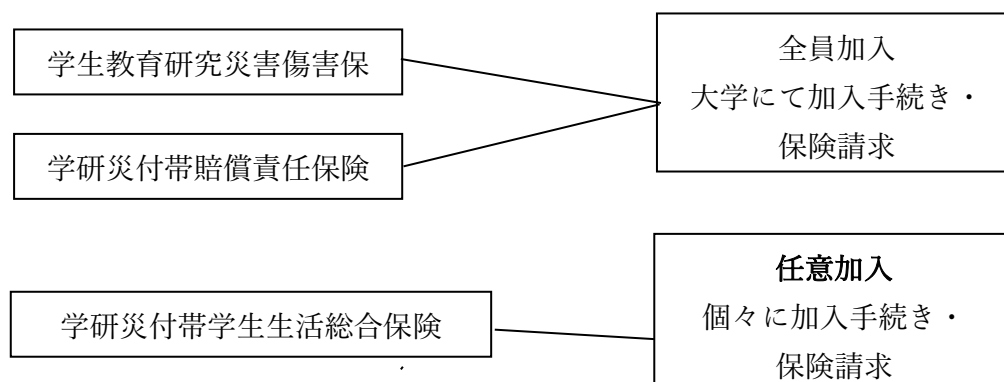 学生教育研究災害傷害保
学研災付帯賠償責任保険
全員加入
大学にて加入手続き・
保険請求
学研災付帯学生生活総合保険
任意加入
個々に加入手続き・
保険請求